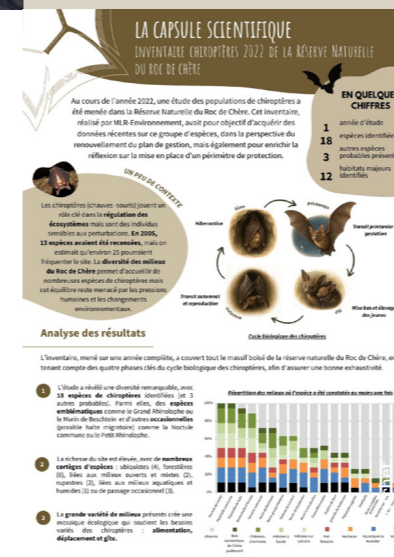 LA CAPSULE SCIENTIFIQUE
INVENTAIRE CHIROPTÈRES 2022 DE LA RÉSERVE NATURELLE
DU ROC DE CHÈRE
Au cours de l'année 2022, une étude des populations de chiroptères a
été menée dans la Réserve Naturelle du Roc de Chère. Cet inventaire,
réalisé par MLR-Environnement, avait pour objectif d'acquérir des
données récentes sur ce groupe d'espèces, dans la perspective du
renouvellement du plan de gestion, mais également pour enrichir la
réflexion sur la mise en place d'un périmètre de protection.
EN QUELQUE
CHIFFRES
1 année d'étude
18 espèces identifiée
3 autres espèces
probables présent
12 habitats majeurs
identifiés
UN PEU DE CONTEXTE
Les chiroptères (chauves -souris) jouent un
rôle clé dans la régulation des
écosystèmes mais sont des individus
sensibles aux perturbations. En 2005,
13 espèces avaient été recensées, mais on
estimait qu'environ 25 pourraient
fréquenter le site. La diversité des milieux
du Roc de Chère permet d'accueillir de
nombreuses espèces de chiroptères mais
cet équilibre reste menacé par les pressions
humaines et les changements
environnementaux.
hiver
printemps
Hibernation
Transit printanier
gestation
Transit automnal
et reproduction
Mise bas et élevag
des jeunes
automne
été
Cycle biologique des chiroptères
Analyse des résultats
L'inventaire, mené sur une année complète, a couvert tout le massif boisé de la réserve naturelle du Roc de Chère, en
tenant compte des quatre phases clés du cycle biologique des chiroptères, afin d'assurer une bonne exhaustivité.
1
L'étude a révélé une diversité remarquable, avec
18 espèces de chiroptères identifiées (et 3
autres probables). Parmi elles, des espèces
emblématiques comme le Grand Rhinolophe ou
le Murin de Beschtein et d'autres occasionnelles
(possible halte migratoire) comme la Noctule
commune ou le Petit Rhinolophe.
2
La richesse du site est élevée, avec de nombreux
cortèges d'espèces : ubiquistes (4), forestières
(6), liées aux milieux ouverts et mixtes (2),
rupestres (2), liées aux milieux aquatiques et
humides (1) ou de passage occasionnel (3).
3
La grande variété de milieux présents crée une
mosaïque écologique qui soutient les besoins
variés des chiroptères : alimentation,
déplacement et gîte.
Répartition des milieux où l'espèce a été constatée au moins une fois